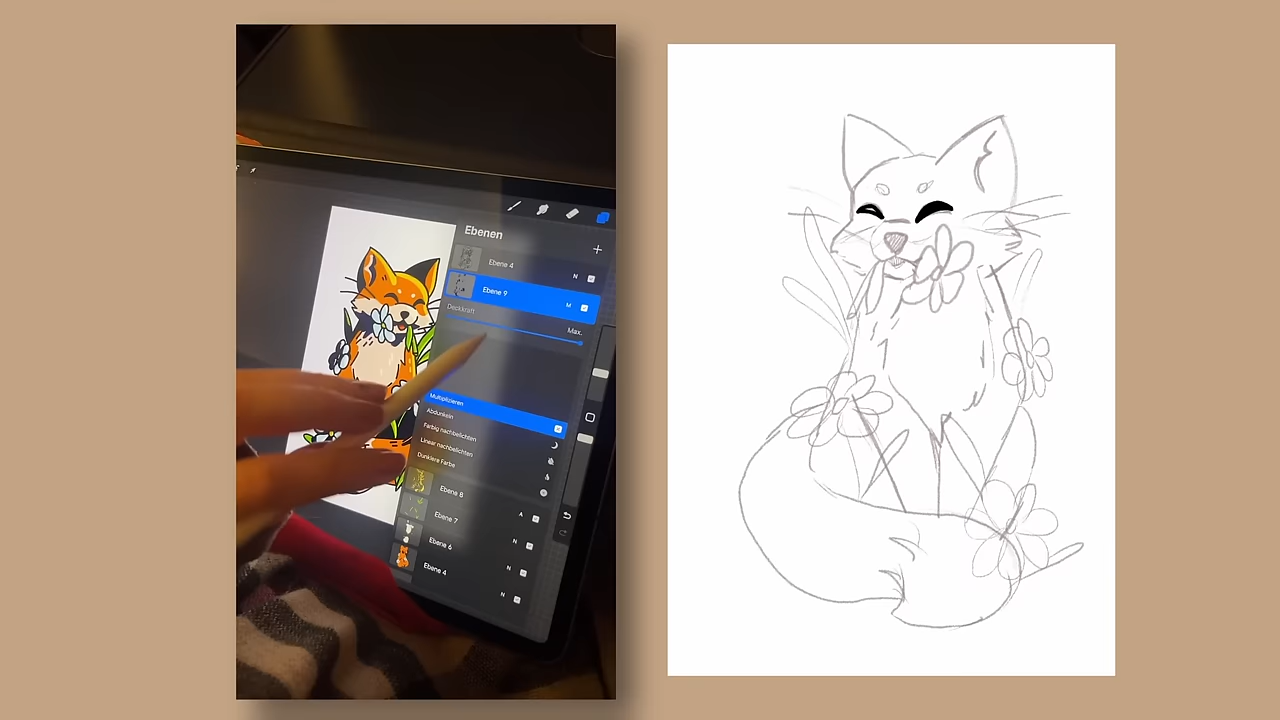 Ebenen
Ebene 4
N
Ebene 9
M
Deckkraft
Max.
Multiplizieren
Abdunkeln
Farbig nachbelichten
Linear nachbelichten
Dunklere Farbe
Ebene 8
A
Ebene 7
N
Ebene 6
N
Ebene 4
N